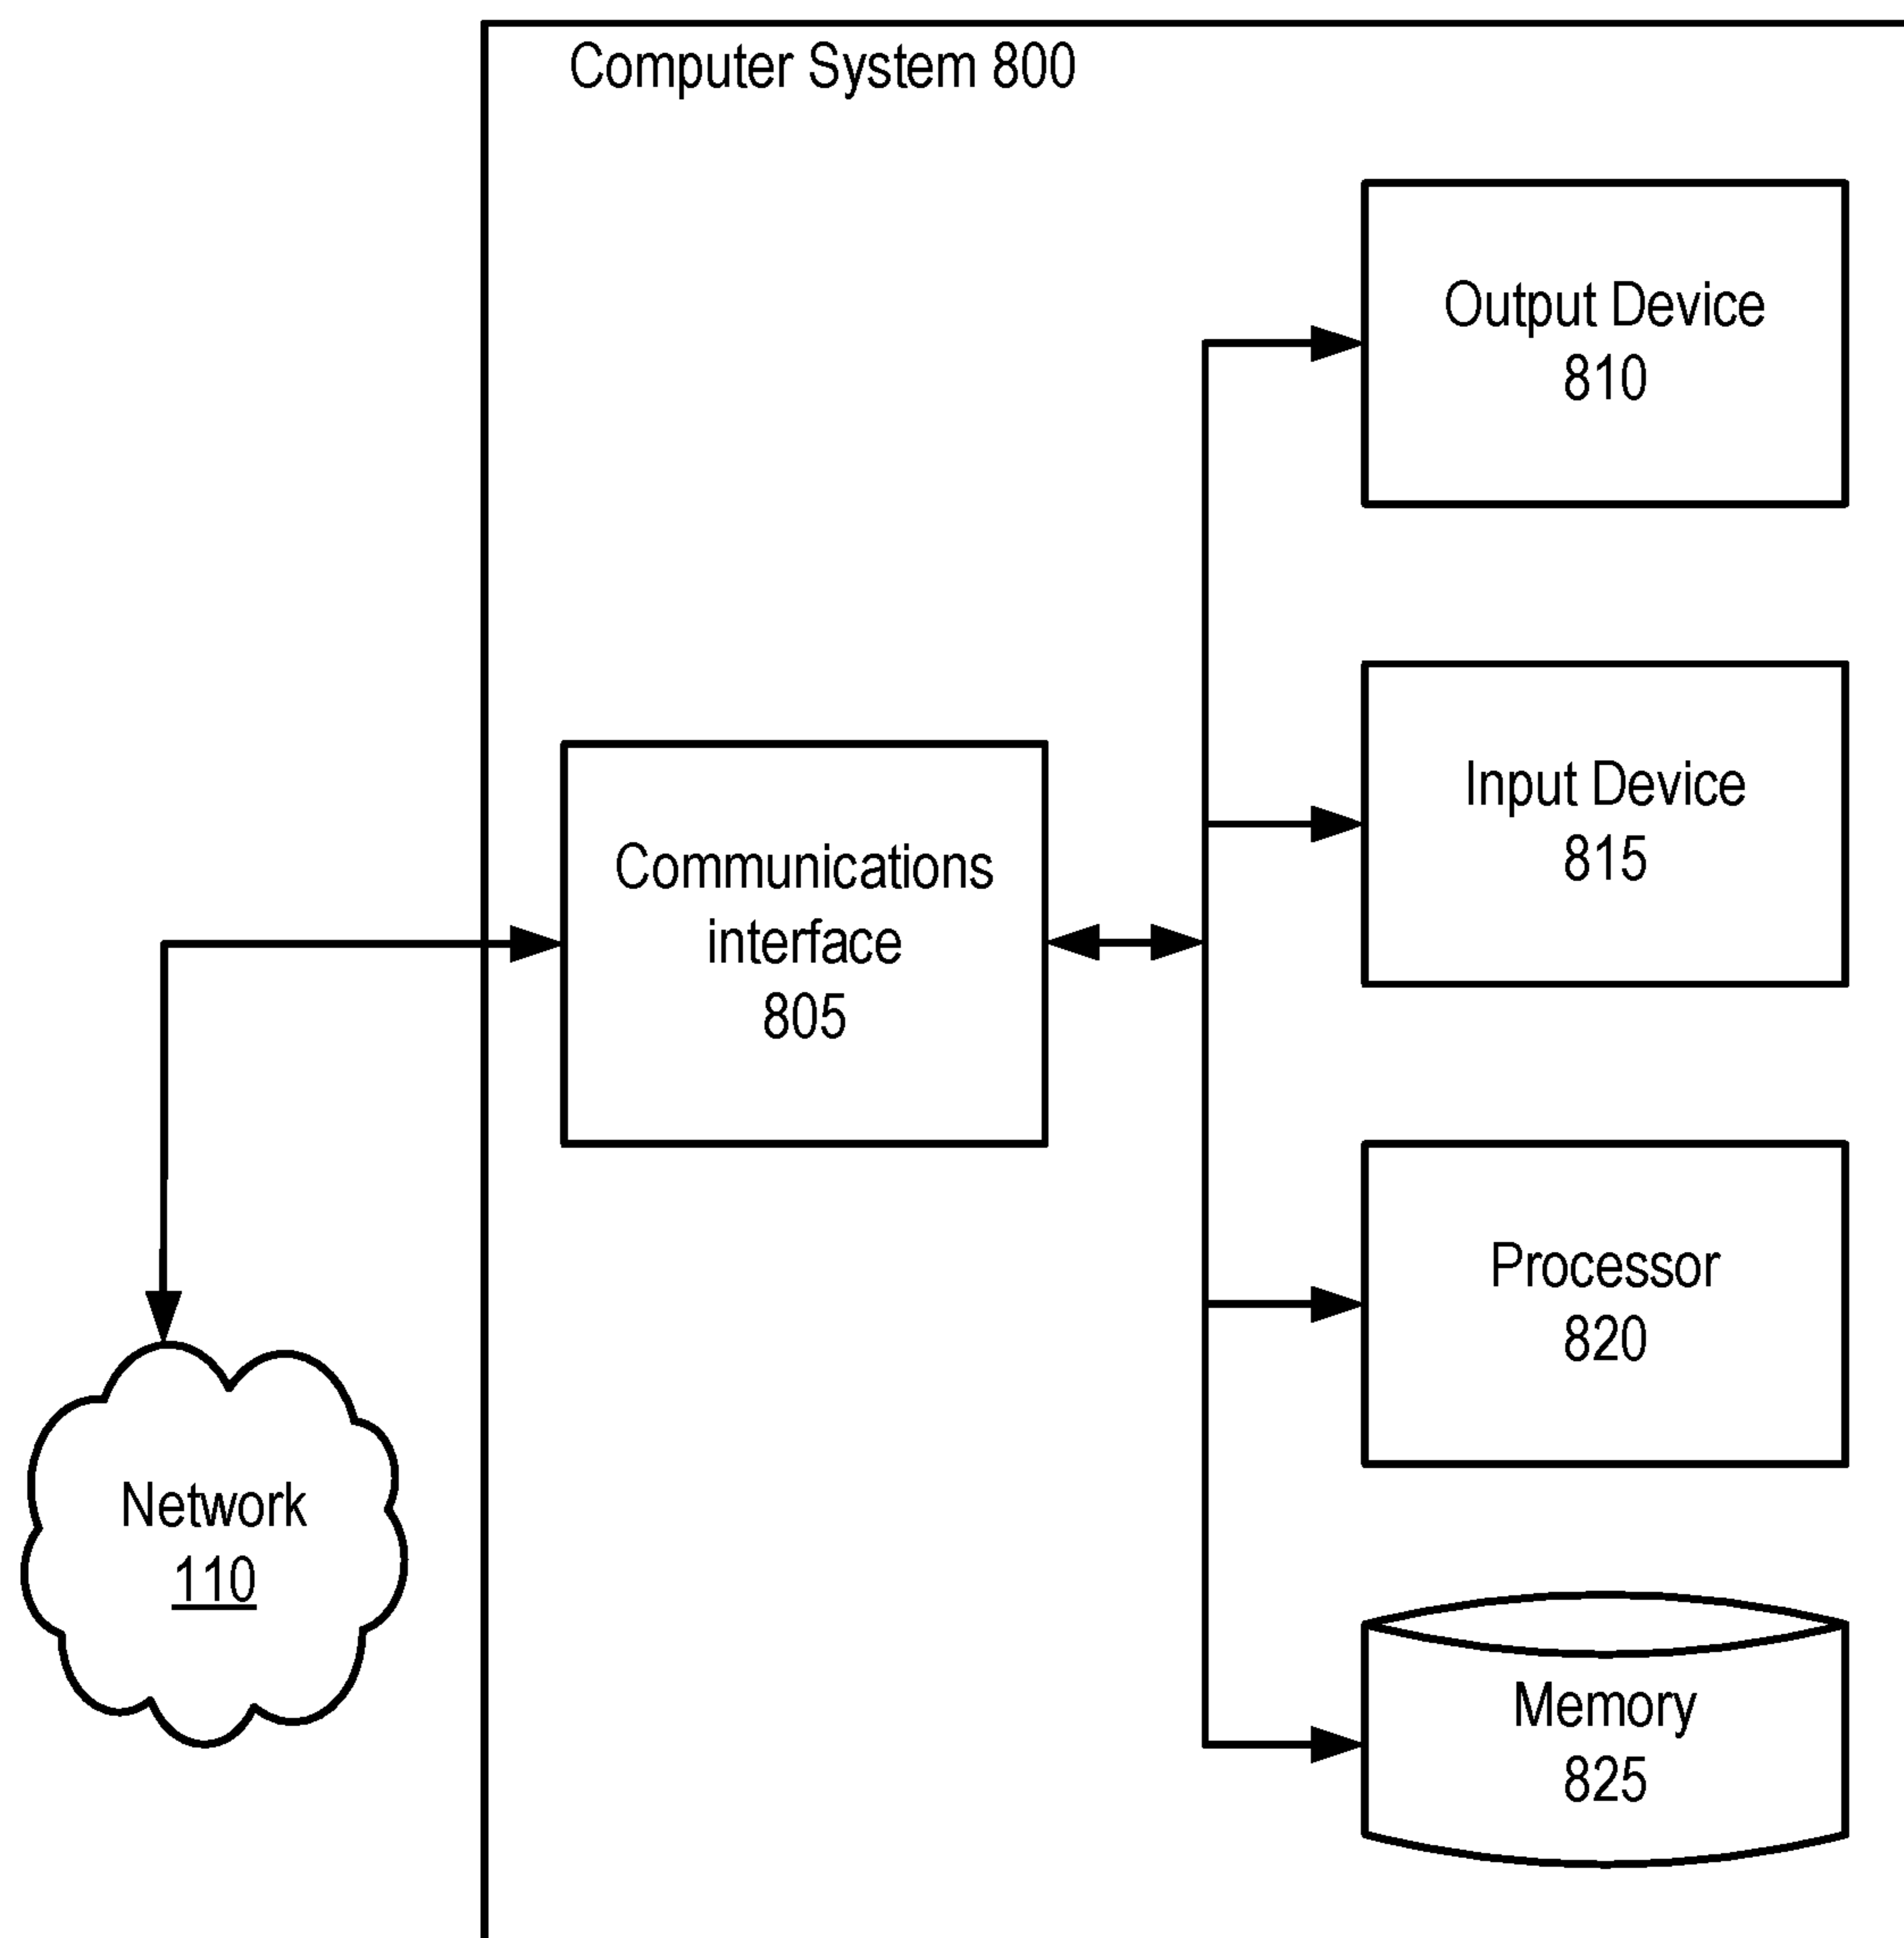 Computer System 800
Output Device
810
Input Device
815
Communications
interface
805
Processor
820
Network
110
Memory
825